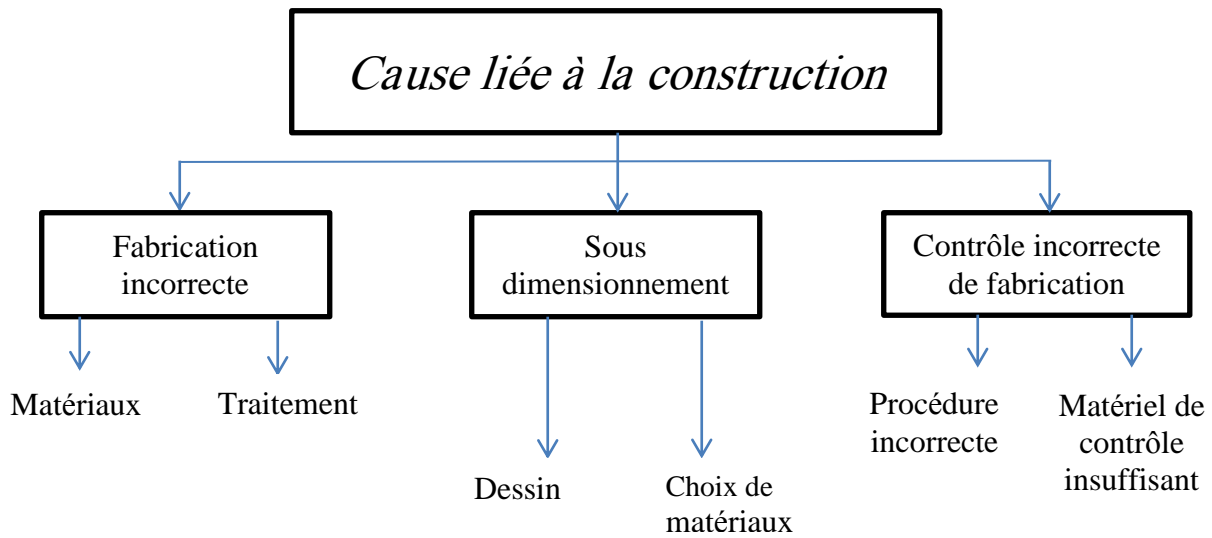 Cause liée à la construction
Fabrication
incorrecte
Sous
dimensionnement
Contrôle incorrecte
de fabrication
Matériaux
Traitement
Dessin
Choix de
matériaux
Procédure
incorrecte
Matériel de
contrôle
insuffisant